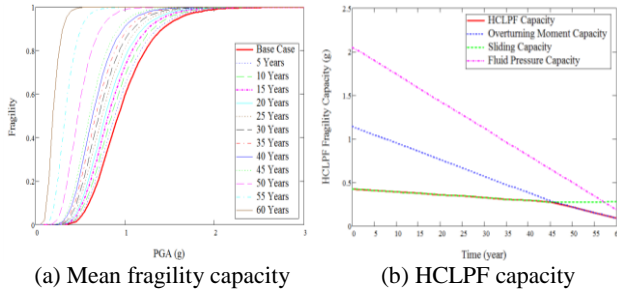 1
0.8
0.6
0.4
0.2
0
Fragility
0
1
2
3
PGA (g)
Base Case
5 Years
10 Years
15 Years
20 Years
25 Years
30 Years
35 Years
40 Years
45 Years
50 Years
55 Years
60 Years
(a) Mean fragility capacity
2.5
2
1.5
1
0.5
0
HCLPF Fragility Capacity (g)
0 5 10 15 20 25 30 35 40 45 50 55 60
Time (year)
HCLPF Capacity
Overturning Moment Capacity
Sliding Capacity
Fluid Pressure Capacity
(b) HCLPF capacity